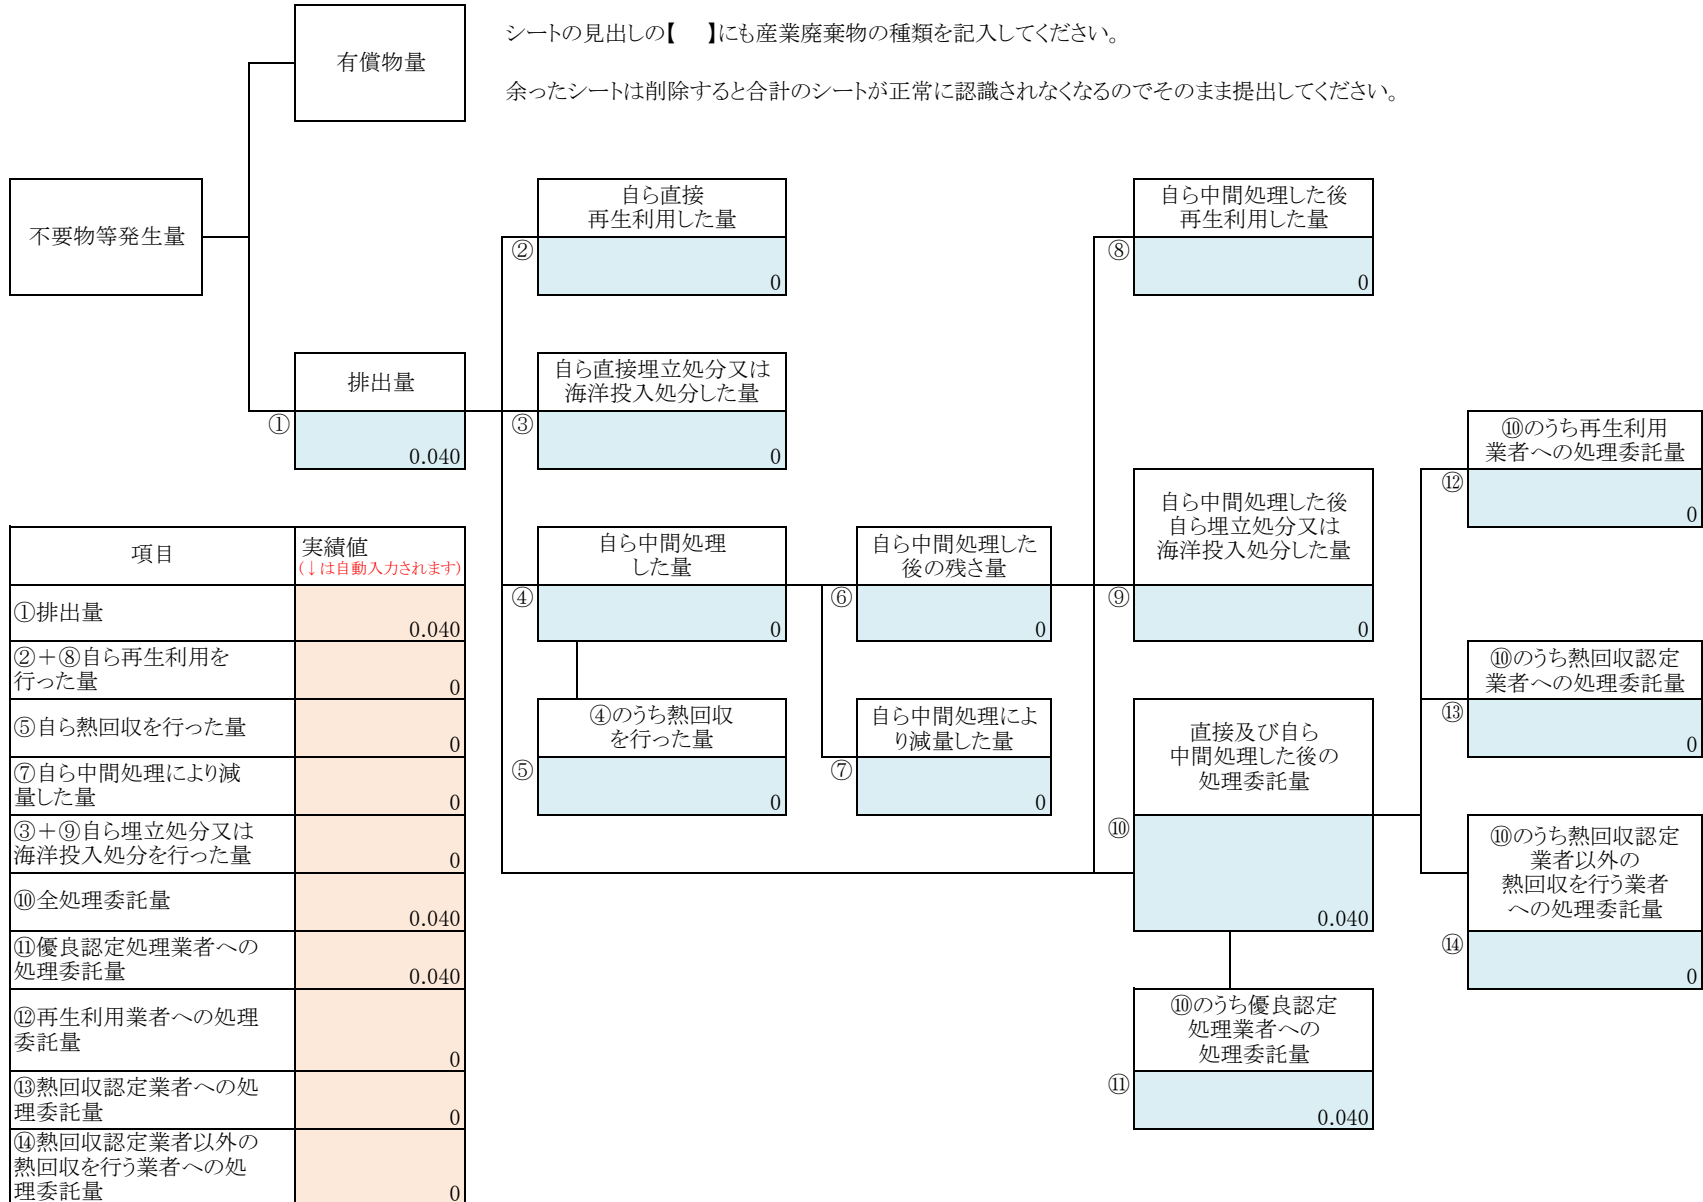 有償物量
シートの見出しの【　】にも産業廃棄物の種類を記入してください。
余ったシートは削除すると合計のシートが正常に認識されなくなるのでそのまま提出してください。
不要物等発生量
自ら直接
再生利用した量
②
0
自ら中間処理した後
再生利用した量
⑧
0
排出量
①
0.040
自ら直接埋立処分又は
海洋投入処分した量
③
0
⑩のうち再生利用
業者への処理委託量
⑫
0
自ら中間処理
した量
④
0
自ら中間処理した
後の残さ量
⑥
0
自ら中間処理した後
自ら埋立処分又は
海洋投入処分した量
⑨
0
⑩のうち熱回収認定
業者への処理委託量
⑬
0
④のうち熱回収
を行った量
⑤
0
自ら中間処理によ
り減量した量
⑦
0
直接及び自ら
中間処理した後の
処理委託量
⑩
0.040
⑩のうち熱回収認定
業者以外の
熱回収を行う業者
への処理委託量
⑭
0
⑩のうち優良認定
処理業者への
処理委託量
⑪
0.040
項目
実績値
(↓は自動入力されます)
①排出量
0.040
②＋⑧自ら再生利用を
行った量
0
⑤自ら熱回収を行った量
0
⑦自ら中間処理により減
量した量
0
③＋⑨自ら埋立処分又は
海洋投入処分を行った量
0
⑩全処理委託量
0.040
⑪優良認定処理業者への
処理委託量
0.040
⑫再生利用業者への処理
委託量
0
⑬熱回収認定業者への処
理委託量
0
⑭熱回収認定業者以外の
熱回収を行う業者への処
理委託量
0